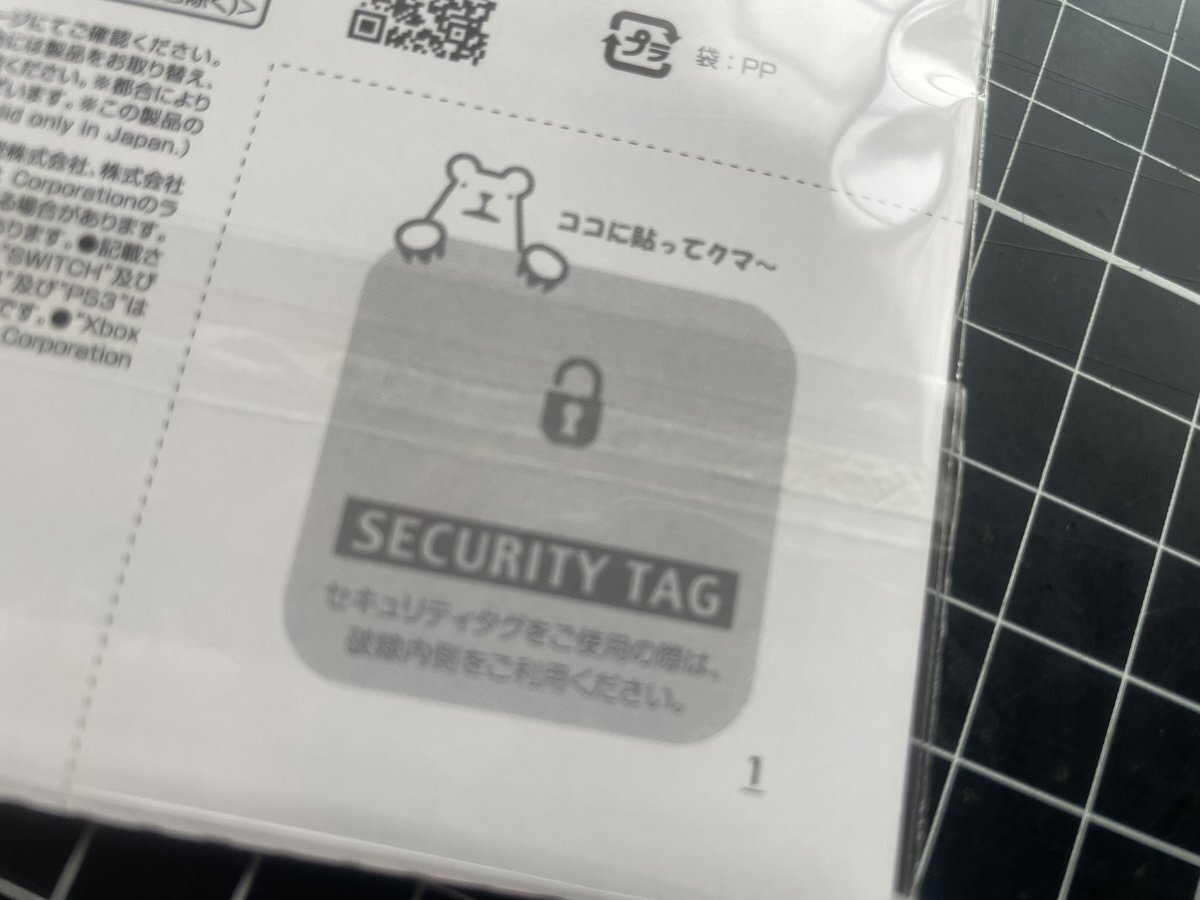 ージにてご確認ください。
には製品をお取り替え、
ください。※都合により
います。※この製品の
only in Japan.)
株式会社、株式会社
Corporationのラ
る場合があります。
ります。●記載さ
"SWITCH"及び
"及び"PS3"は
です。●"Xbox
Corporation
プラ
袋：PP
ココに貼ってクマ〜
SECURITY TAG
セキュリティタグをご使用の際は、
破線内側をご利用ください。
1